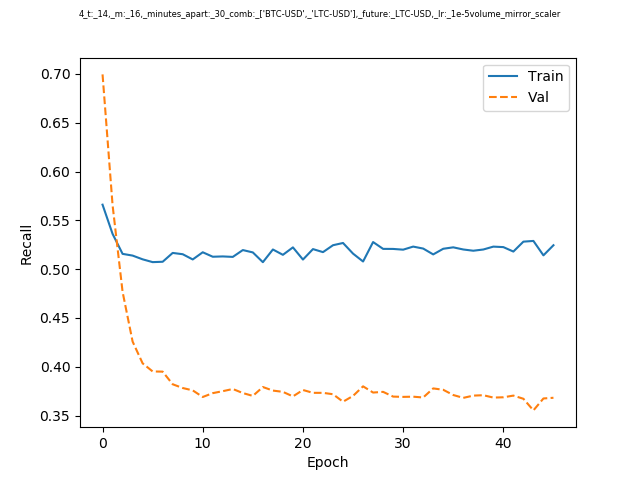 4_t:_14,_m:_16,_minutes_apart:_30_comb:_['BTC-USD',_'LTC-USD'],_future:_LTC-USD,_lr:_1e-5volume_mirror_scaler
Train
Val
0.70
0.65
0.60
0.55
0.50
0.45
0.40
0.35
Recall
0
10
20
30
40
Epoch